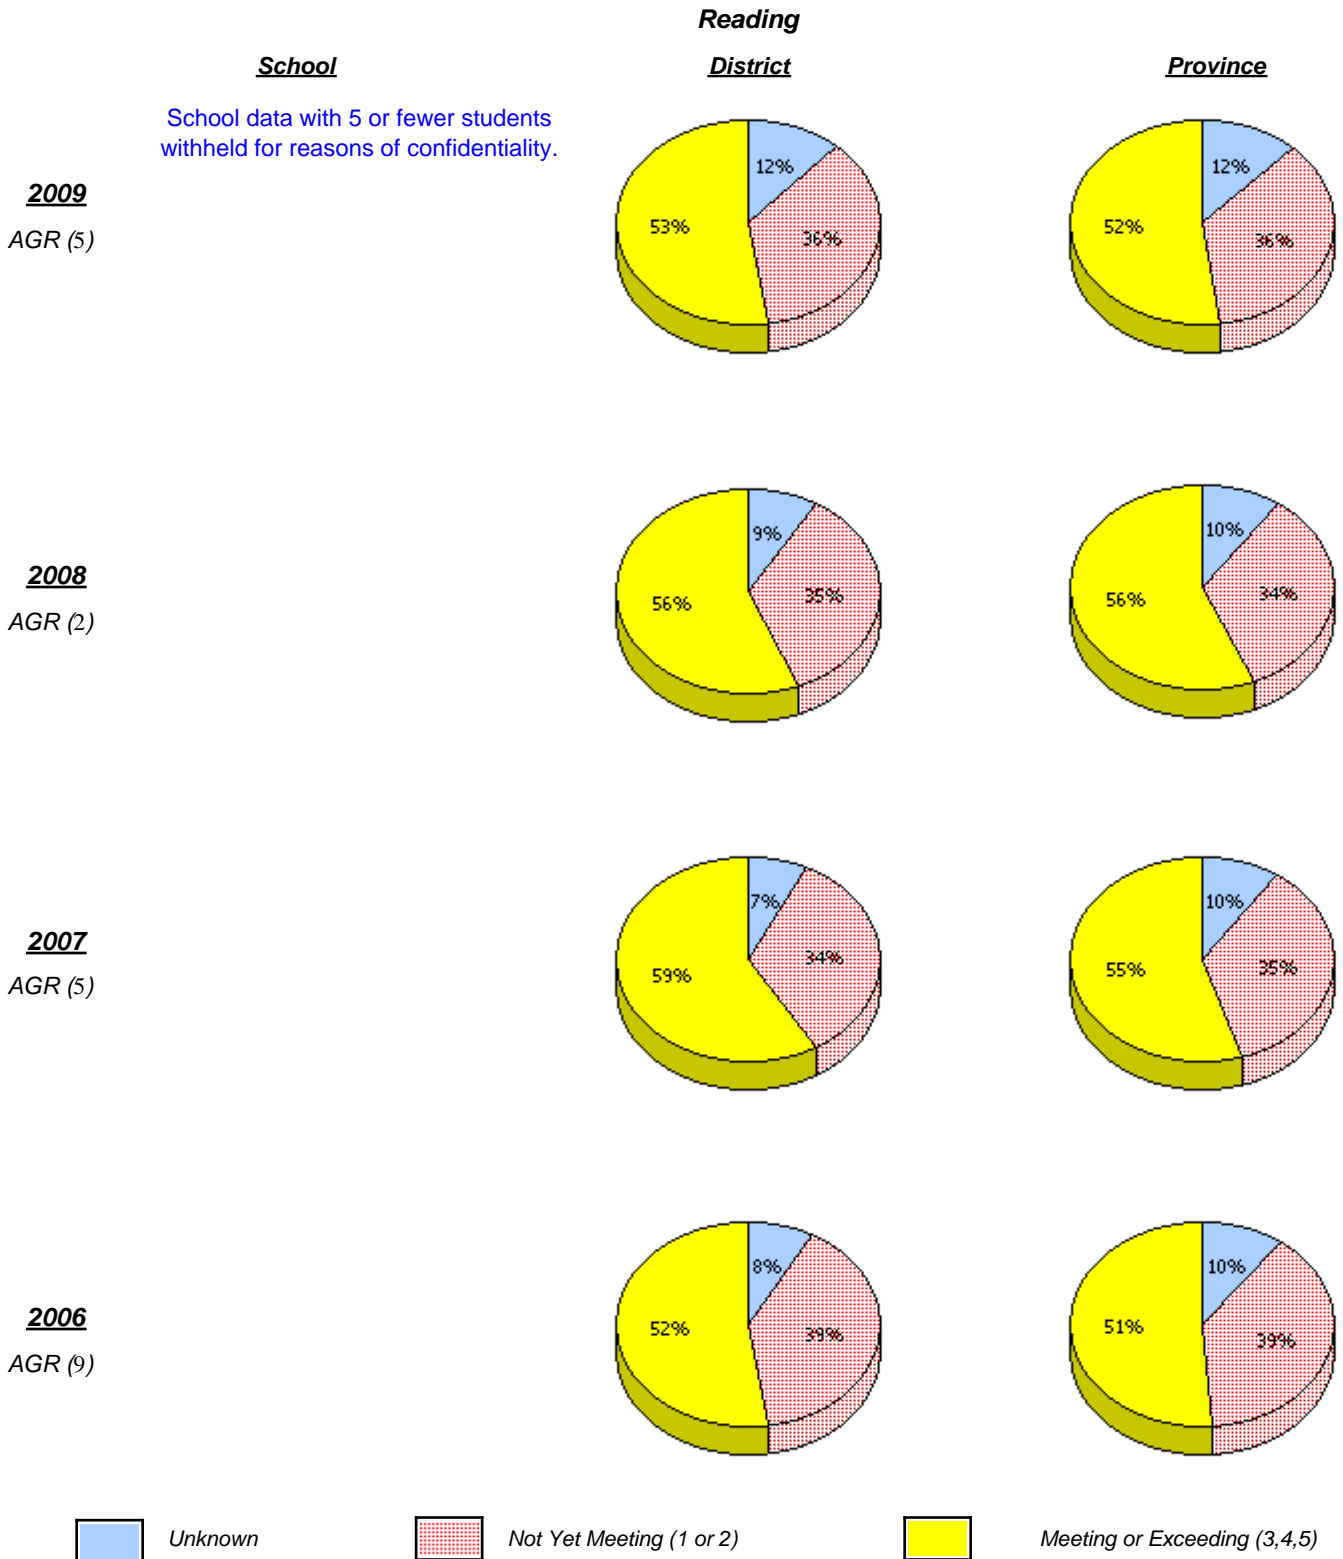 Reading
School District Province
School data with 5 or fewer students
withheld for reasons of confidentiality.
12% 12%
2009
53% 36% 52% 36%
AGR (5)
9% 10%
2008
56% 35% 56% 34%
AGR (2)
7% 10%
2007
59% 34% 55% 35%
AGR (5)
8% 10%
2006
52% 39% 51% 39%
AGR (9)
Unknown Not Yet Meeting (1 or 2) Meeting or Exceeding (3,4,5)